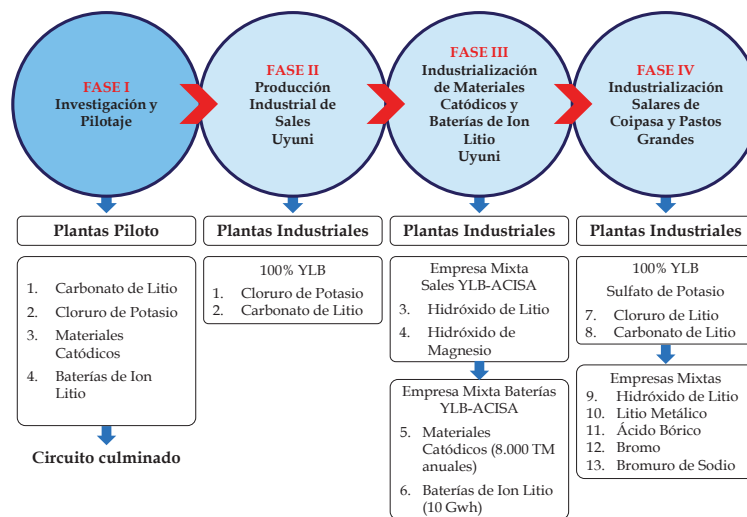 FASE I
Investigación y
Pilotaje
FASE II
Producción
Industrial de
Sales
Uyuni
FASE III
Industrialización
de Materiales
Catódicos y
Baterías de Ion
Litio
Uyuni
FASE IV
Industrialización
Salares de
Coipasa y Pastos
Grandes
Plantas Piloto
1. Carbonato de Litio
2. Cloruro de Potasio
3. Materiales
Catódicos
4. Baterías de Ion
Litio
Circuito culminado
Plantas Industriales
100% YLB
1. Cloruro de Potasio
2. Carbonato de Litio
Plantas Industriales
Empresa Mixta
Sales YLB-ACISA
3. Hidróxido de Litio
4. Hidróxido de
Magnesio
Empresa Mixta Baterías
YLB-ACISA
5. Materiales
Catódicos (8.000 TM
anuales)
6. Baterías de Ion Litio
(10 Gwh)
Plantas Industriales
100% YLB
Sulfato de Potasio
7. Cloruro de Litio
8. Carbonato de Litio
Empresas Mixtas
9. Hidróxido de Litio
10. Litio Metálico
11. Ácido Bórico
12. Bromo
13. Bromuro de Sodio